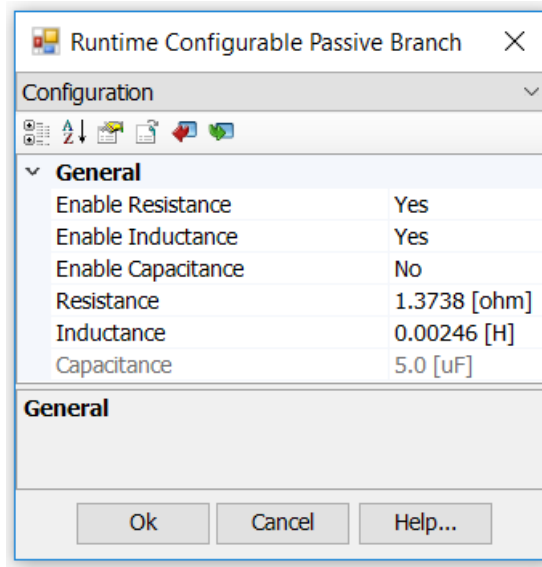 Runtime Configurable Passive Branch
Configuration
General
Enable Resistance Yes
Enable Inductance Yes
Enable Capacitance No
Resistance 1.3738 [ohm]
Inductance 0.00246 [H]
Capacitance 5.0 [uF]
General
Ok Cancel Help...